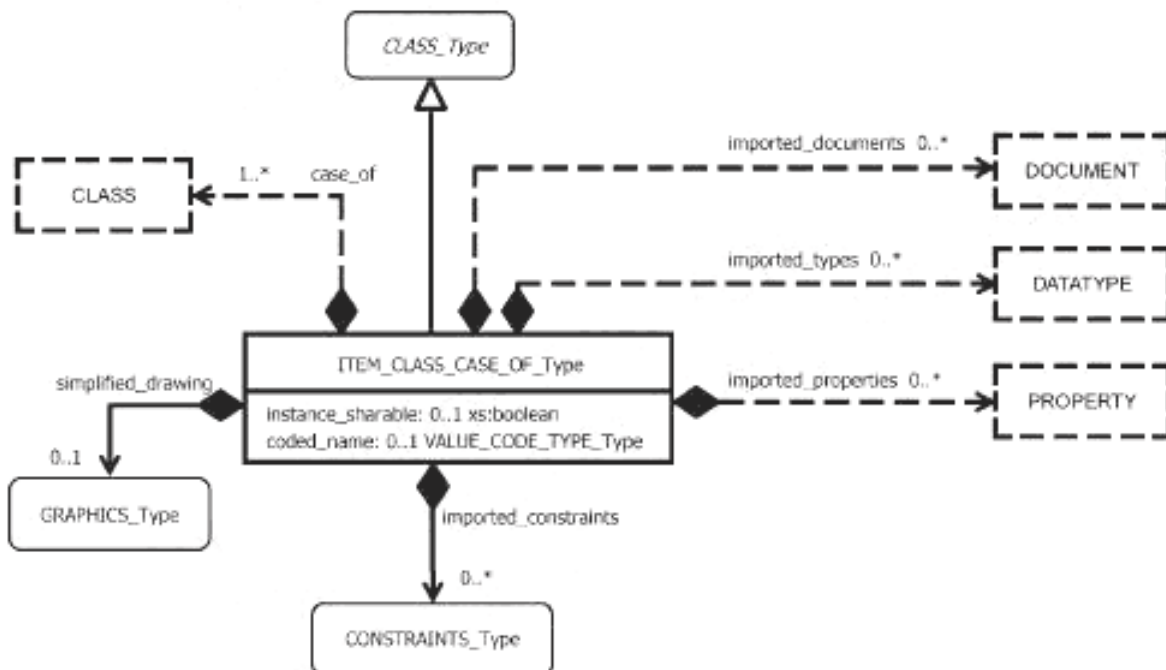 CLASS_Type
imported_documents 0..*
DOCUMENT
CLASS
1..* case_of
imported_types 0..*
DATATYPE
ITEM_CLASS_CASE_OF_Type
simplified_drawing
imported_properties 0..*
PROPERTY
instance_sharable: 0..1 xs:boolean
coded_name: 0..1 VALUE_CODE_TYPE_Type
0..1
GRAPHICS_Type
imported_constraints
0..*
CONSTRAINTS_Type